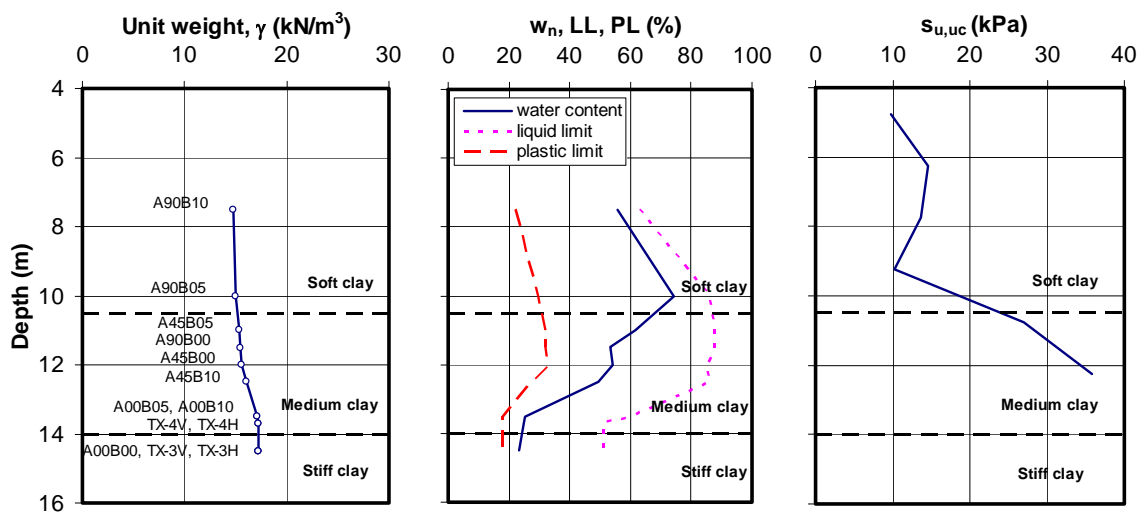 Unit weight, γ (kN/m³)
0 10 20 30
4
6
8
10
12
14
16
Depth (m)
A90B10
A90B05
A45B05
A90B00
A45B00
A45B10
A00B05, A00B10
TX-4V, TX-4H
A00B00, TX-3V, TX-3H
Soft clay
Medium clay
Stiff clay
wn, LL, PL (%)
0 20 40 60 80 100
water content
liquid limit
plastic limit
Soft clay
Medium clay
Stiff clay
su,uc (kPa)
0 10 20 30 40
Soft clay
Medium clay
Stiff clay